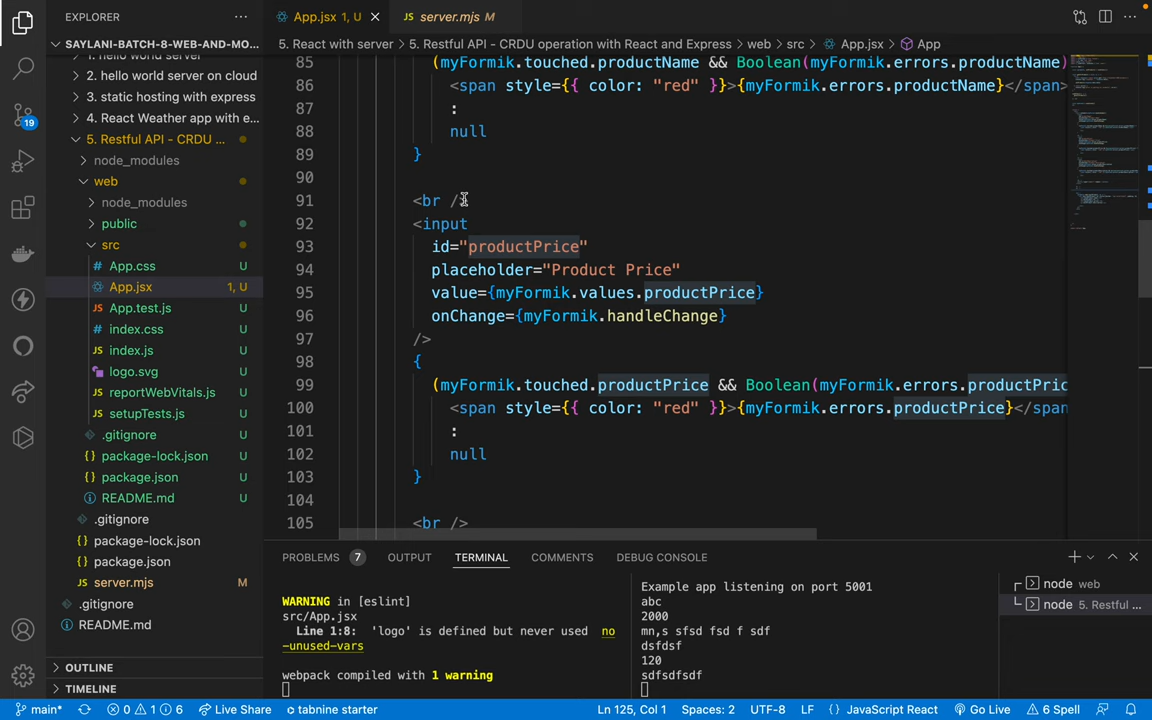 EXPLORER
App.jsx 1, U
server.mjs M
SAYLANI-BATCH-8-WEB-AND-MO...
5. React with server > 5. Restful API - CRDU operation with React and Express > web > src > App.jsx > App
1. hello world server
2. hello world server on cloud
3. static hosting with express
4. React Weather app with e...
5. Restful API - CRDU ...
node_modules
web
node_modules
public
src
App.css U
App.jsx 1, U
App.test.js U
index.css U
index.js U
logo.svg U
reportWebVitals.js U
setupTests.js U
.gitignore U
package-lock.json U
package.json U
README.md U
.gitignore
package-lock.json
package.json
server.mjs M
.gitignore
README.md
OUTLINE
TIMELINE
19
85 (myFormik.touched.productName && Boolean(myFormik.errors.productName)
86 <span style={{ color: "red" }}>{myFormik.errors.productName}</span>
87 :
88 null
89 }
90
91 <br />
92 <input
93 id="productPrice"
94 placeholder="Product Price"
95 value={myFormik.values.productPrice}
96 onChange={myFormik.handleChange}
97 />
98 {
99 (myFormik.touched.productPrice && Boolean(myFormik.errors.productPric
100 <span style={{ color: "red" }}>{myFormik.errors.productPrice}</span
101 :
102 null
103 }
104
105 <br />
PROBLEMS 7 OUTPUT TERMINAL COMMENTS DEBUG CONSOLE
WARNING in [eslint]
src/App.jsx
Line 1:8: 'logo' is defined but never used no
-unused-vars
webpack compiled with 1 warning
Example app listening on port 5001
abc
2000
mn,s sfsd fsd f sdf
dsfdsf
120
sdfsdfsdf
node web
node 5. Restful ...
main* 0 1 6 Live Share tabnine starter Ln 125, Col 1 Spaces: 2 UTF-8 LF {} JavaScript React Go Live 6 Spell